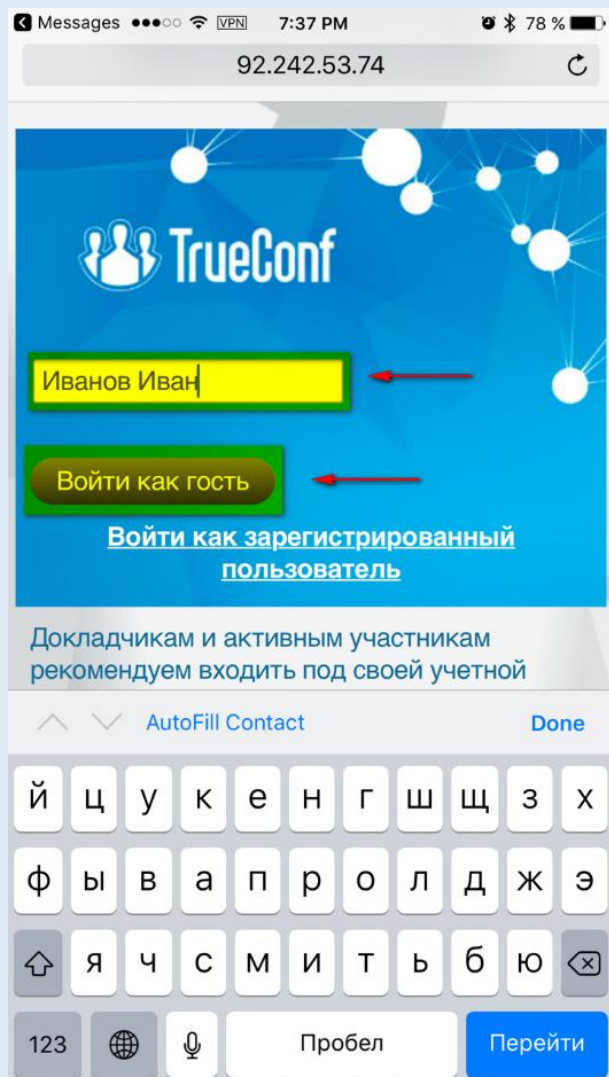 Messages VPN 7:37 PM 78 %
92.242.53.74
TrueConf
Иванов Иван
Войти как гость
Войти как зарегистрированный
пользователь
Докладчикам и активным участникам
рекомендуем входить под своей учетной
AutoFill Contact Done
й ц у к е н г ш щ з х
ф ы в а п р о л д ж э
я ч с м и т ь б ю
123 Пробел Перейти